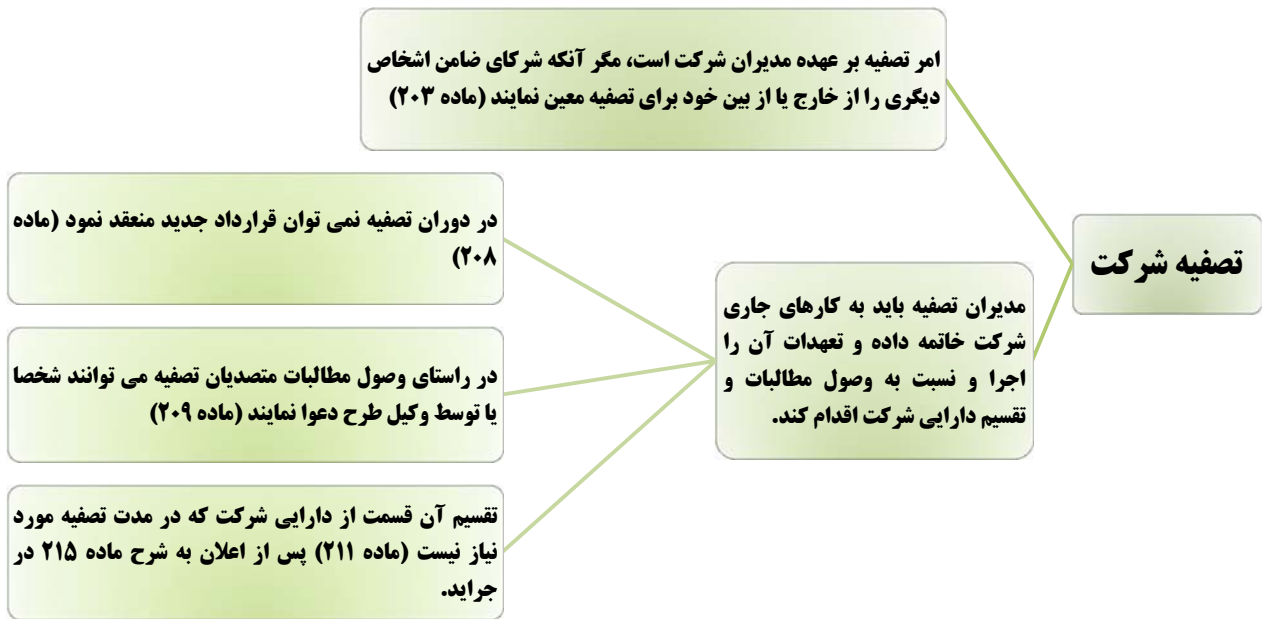 تصفیه شرکت
امر تصفیه بر عهده مدیران شرکت است، مگر آنکه شرکای ضامن اشخاص
دیگری را از خارج یا از بین خود برای تصفیه معین نمایند (ماده ۲۰۳)
مدیران تصفیه باید به کارهای جاری
شرکت خاتمه داده و تعهدات آن را
اجرا و نسبت به وصول مطالبات و
تقسیم دارایی شرکت اقدام کند.
در دوران تصفیه نمی توان قرارداد جدید منعقد نمود (ماده
۲۰۸)
در راستای وصول مطالبات متصدیان تصفیه می توانند شخصا
یا توسط وکیل طرح دعوا نمایند (ماده ۲۰۹)
تقسیم آن قسمت از دارایی شرکت که در مدت تصفیه مورد
نیاز نیست (ماده ۲۱۱) پس از اعلان به شرح ماده ۲۱۵ در
جراید.